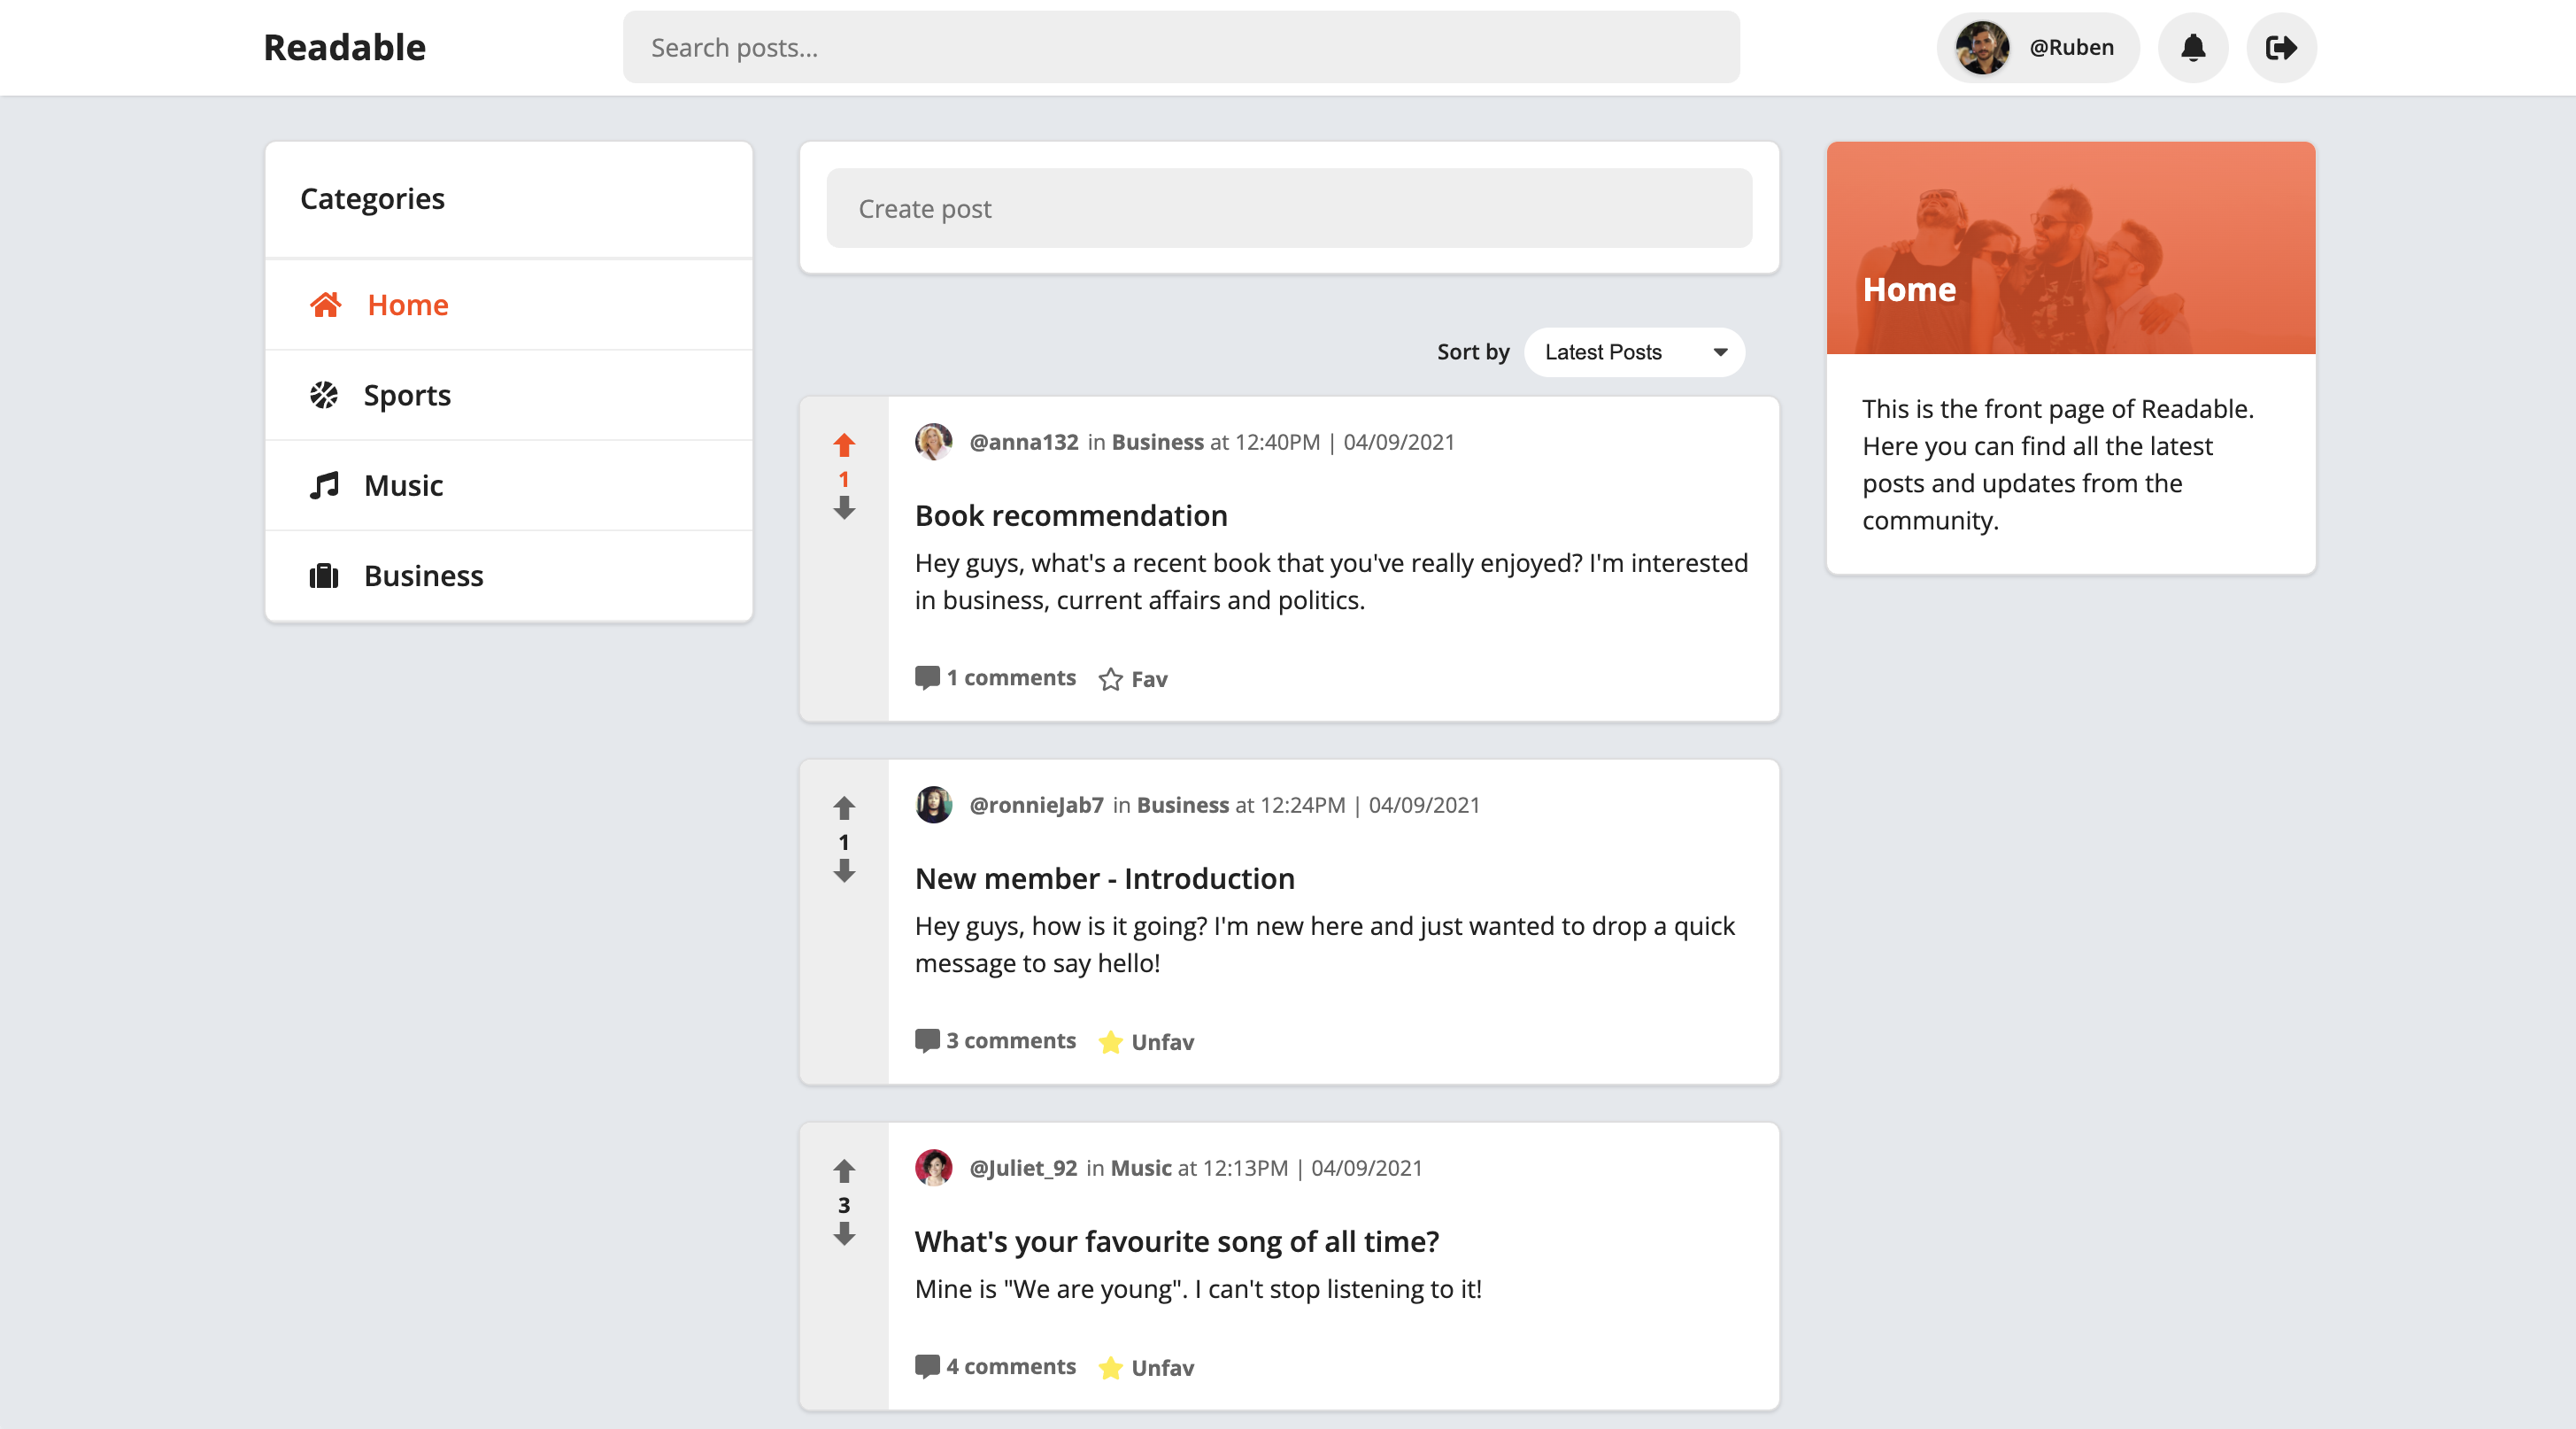 Readable
Search posts...
@Ruben
Categories
Home
Sports
Music
Business
Create post
Sort by Latest Posts
@anna132 in Business at 12:40PM | 04/09/2021
1
Book recommendation
Hey guys, what's a recent book that you've really enjoyed? I'm interested
in business, current affairs and politics.
1 comments Fav
@ronnieJab7 in Business at 12:24PM | 04/09/2021
1
New member - Introduction
Hey guys, how is it going? I'm new here and just wanted to drop a quick
message to say hello!
3 comments Unfav
@Juliet_92 in Music at 12:13PM | 04/09/2021
3
What's your favourite song of all time?
Mine is "We are young". I can't stop listening to it!
4 comments Unfav
Home
This is the front page of Readable.
Here you can find all the latest
posts and updates from the
community.